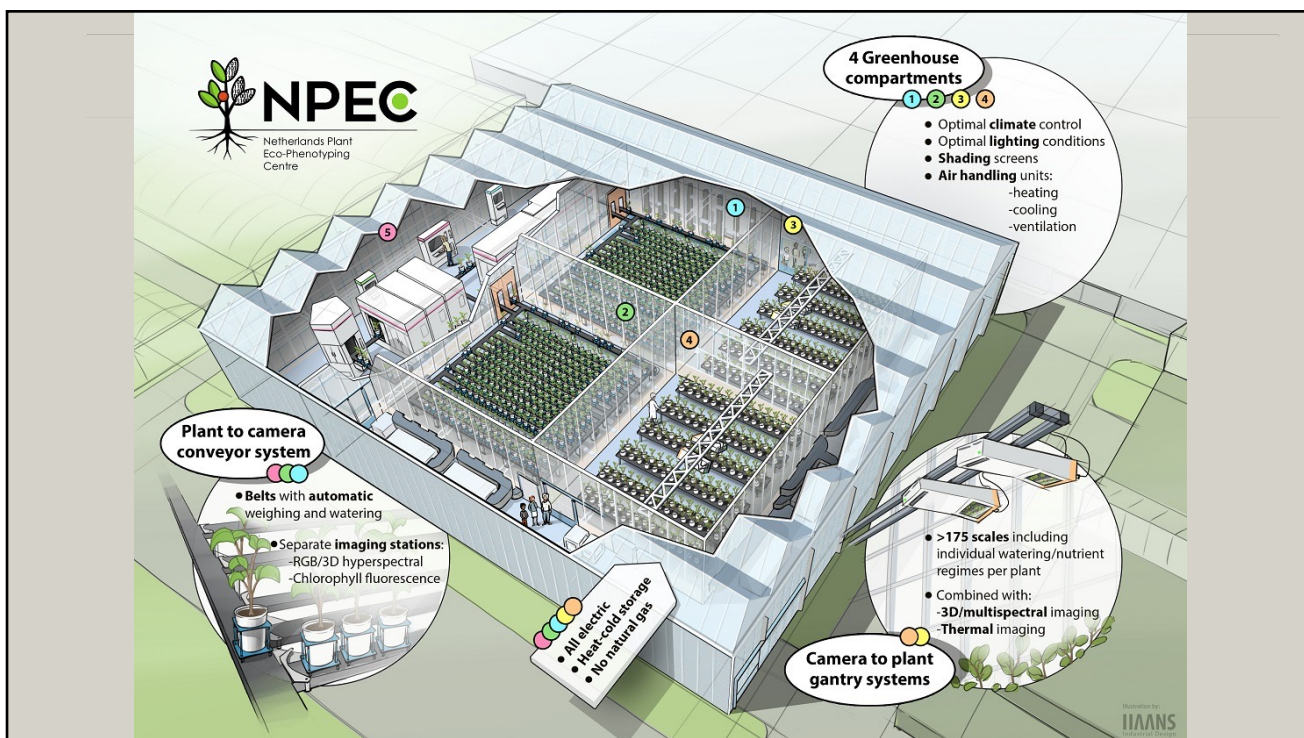 NPEC
Netherlands Plant
Eco-Phenotyping
Centre
4 Greenhouse
compartments
1 2 3 4
• Optimal climate control
• Optimal lighting conditions
• Shading screens
• Air handling units:
-heating
-cooling
-ventilation
1
3
5
2
4
Plant to camera
conveyor system
• Belts with automatic
weighing and watering
• Separate imaging stations:
-RGB/3D hyperspectral
-Chlorophyll fluorescence
• All electric
• Heat-cold storage
• No natural gas
• >175 scales including
individual watering/nutrient
regimes per plant
• Combined with:
-3D/multispectral imaging
-Thermal imaging
Camera to plant
gantry systems
Illustration by:
IIAANS
Industrial Design